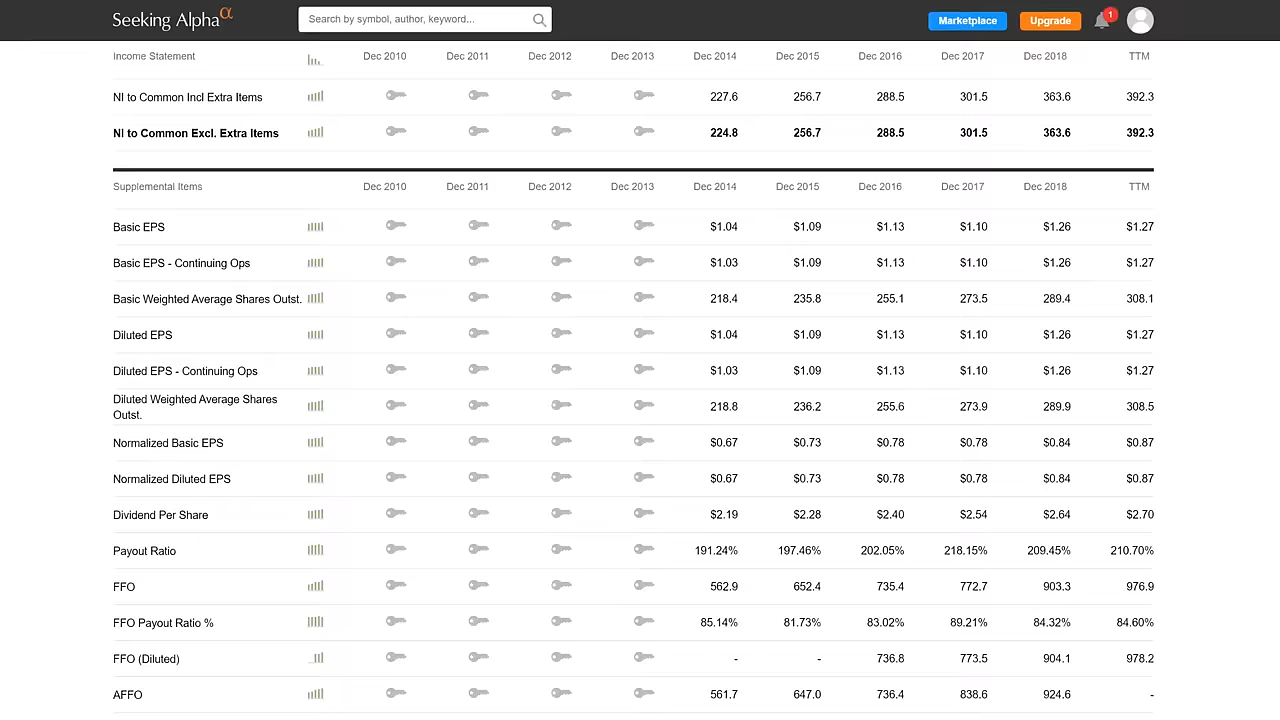 Seeking Alpha α Search by symbol, author, keyword... Marketplace Upgrade 1
Income Statement Dec 2010 Dec 2011 Dec 2012 Dec 2013 Dec 2014 Dec 2015 Dec 2016 Dec 2017 Dec 2018 TTM
NI to Common Incl Extra Items 227.6 256.7 288.5 301.5 363.6 392.3
NI to Common Excl. Extra Items 224.8 256.7 288.5 301.5 363.6 392.3
Supplemental Items Dec 2010 Dec 2011 Dec 2012 Dec 2013 Dec 2014 Dec 2015 Dec 2016 Dec 2017 Dec 2018 TTM
Basic EPS $1.04 $1.09 $1.13 $1.10 $1.26 $1.27
Basic EPS - Continuing Ops $1.03 $1.09 $1.13 $1.10 $1.26 $1.27
Basic Weighted Average Shares Outst. 218.4 235.8 255.1 273.5 289.4 308.1
Diluted EPS $1.04 $1.09 $1.13 $1.10 $1.26 $1.27
Diluted EPS - Continuing Ops $1.03 $1.09 $1.13 $1.10 $1.26 $1.27
Diluted Weighted Average Shares
Outst. 218.8 236.2 255.6 273.9 289.9 308.5
Normalized Basic EPS $0.67 $0.73 $0.78 $0.78 $0.84 $0.87
Normalized Diluted EPS $0.67 $0.73 $0.78 $0.78 $0.84 $0.87
Dividend Per Share $2.19 $2.28 $2.40 $2.54 $2.64 $2.70
Payout Ratio 191.24% 197.46% 202.05% 218.15% 209.45% 210.70%
FFO 562.9 652.4 735.4 772.7 903.3 976.9
FFO Payout Ratio % 85.14% 81.73% 83.02% 89.21% 84.32% 84.60%
FFO (Diluted) - - 736.8 773.5 904.1 978.2
AFFO 561.7 647.0 736.4 838.6 924.6 -